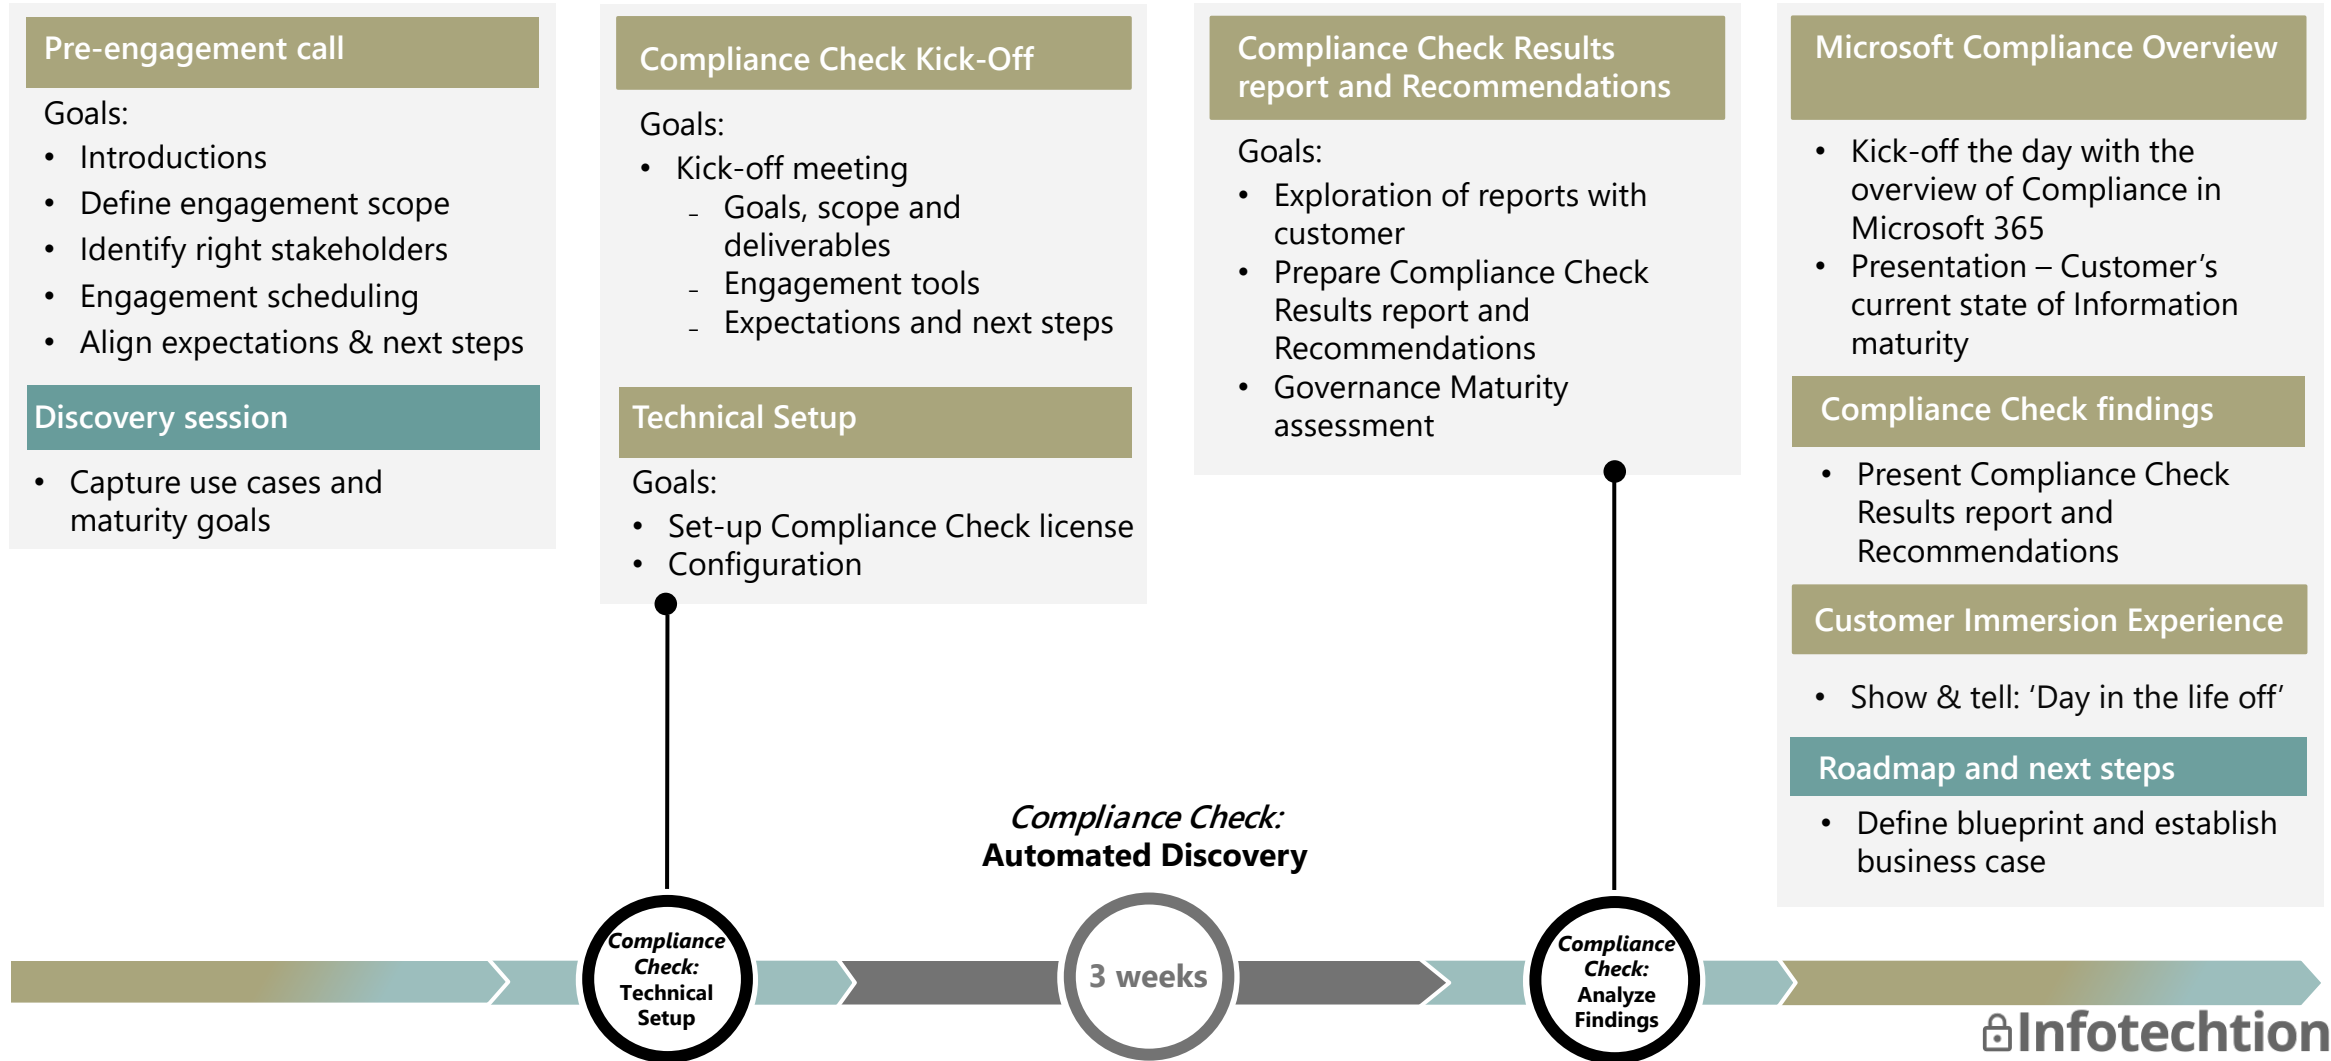 Pre-engagement call
Goals:
• Introductions
• Define engagement scope
• Identify right stakeholders
• Engagement scheduling
• Align expectations & next steps
Discovery session
• Capture use cases and
maturity goals
Compliance Check Kick-Off
Goals:
• Kick-off meeting
- Goals, scope and
deliverables
- Engagement tools
- Expectations and next steps
Technical Setup
Goals:
• Set-up Compliance Check license
• Configuration
Compliance Check Results
report and Recommendations
Goals:
• Exploration of reports with
customer
• Prepare Compliance Check
Results report and
Recommendations
• Governance Maturity
assessment
Microsoft Compliance Overview
• Kick-off the day with the
overview of Compliance in
Microsoft 365
• Presentation – Customer’s
current state of Information
maturity
Compliance Check findings
• Present Compliance Check
Results report and
Recommendations
Customer Immersion Experience
• Show & tell: ‘Day in the life off’
Roadmap and next steps
• Define blueprint and establish
business case
Compliance
Check:
Technical
Setup
Compliance Check:
Automated Discovery
3 weeks
Compliance
Check:
Analyze
Findings
Infotechtion